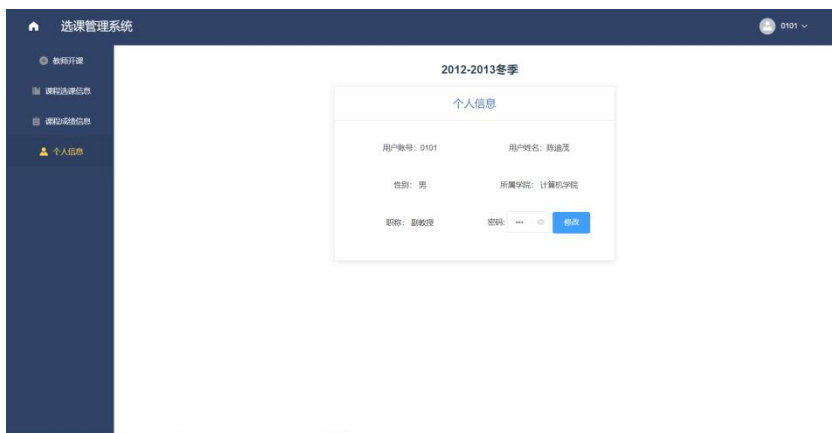 选课管理系统
0101
教师开课
课程选课信息
课程成绩信息
个人信息
2012-2013冬季
个人信息
用户账号：0101
用户姓名：陈迪茂
性别：男
所属学院：计算机学院
职称：副教授
密码: •••
修改